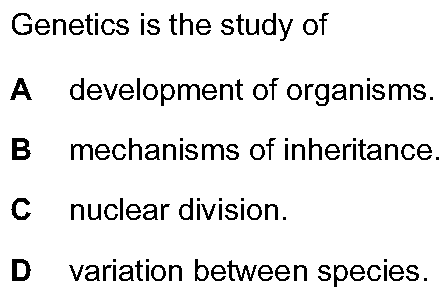 Genetics is the study of
A development of organisms.
B mechanisms of inheritance.
C nuclear division.
D variation between species.